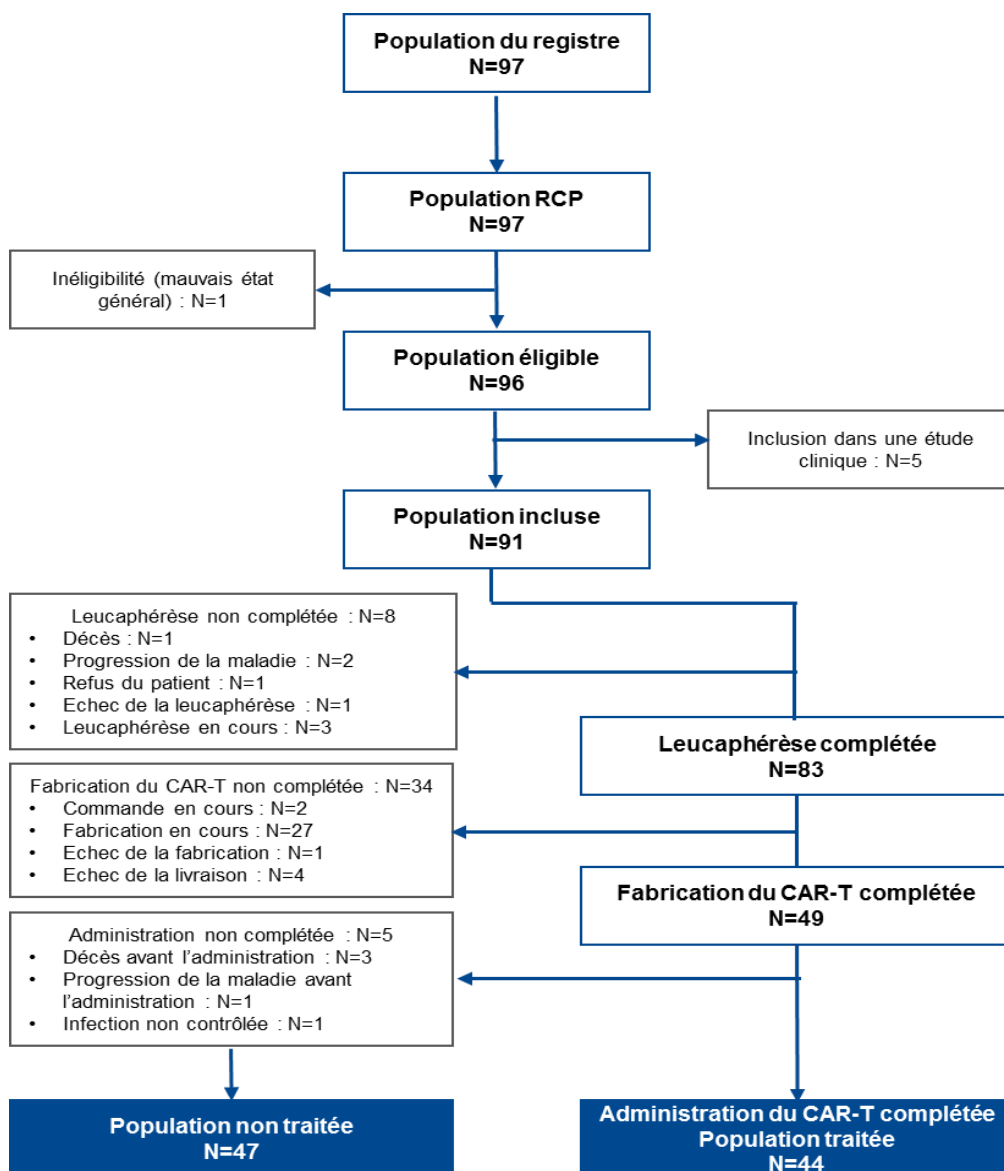 Population du registre
N=97
Population RCP
N=97
Inéligibilité (mauvais état
général) : N=1
Population éligible
N=96
Inclusion dans une étude
clinique : N=5
Population incluse
N=91
Leucaphérèse non complétée : N=8
• Décès : N=1
• Progression de la maladie : N=2
• Refus du patient : N=1
• Echec de la leucaphérèse : N=1
• Leucaphérèse en cours : N=3
Leucaphérèse complétée
N=83
Fabrication du CAR-T non complétée : N=34
• Commande en cours : N=2
• Fabrication en cours : N=27
• Echec de la fabrication : N=1
• Echec de la livraison : N=4
Fabrication du CAR-T complétée
N=49
Administration non complétée : N=5
• Décès avant l'administration : N=3
• Progression de la maladie avant
l'administration : N=1
• Infection non contrôlée : N=1
Population non traitée
N=47
Administration du CAR-T complétée
Population traitée
N=44